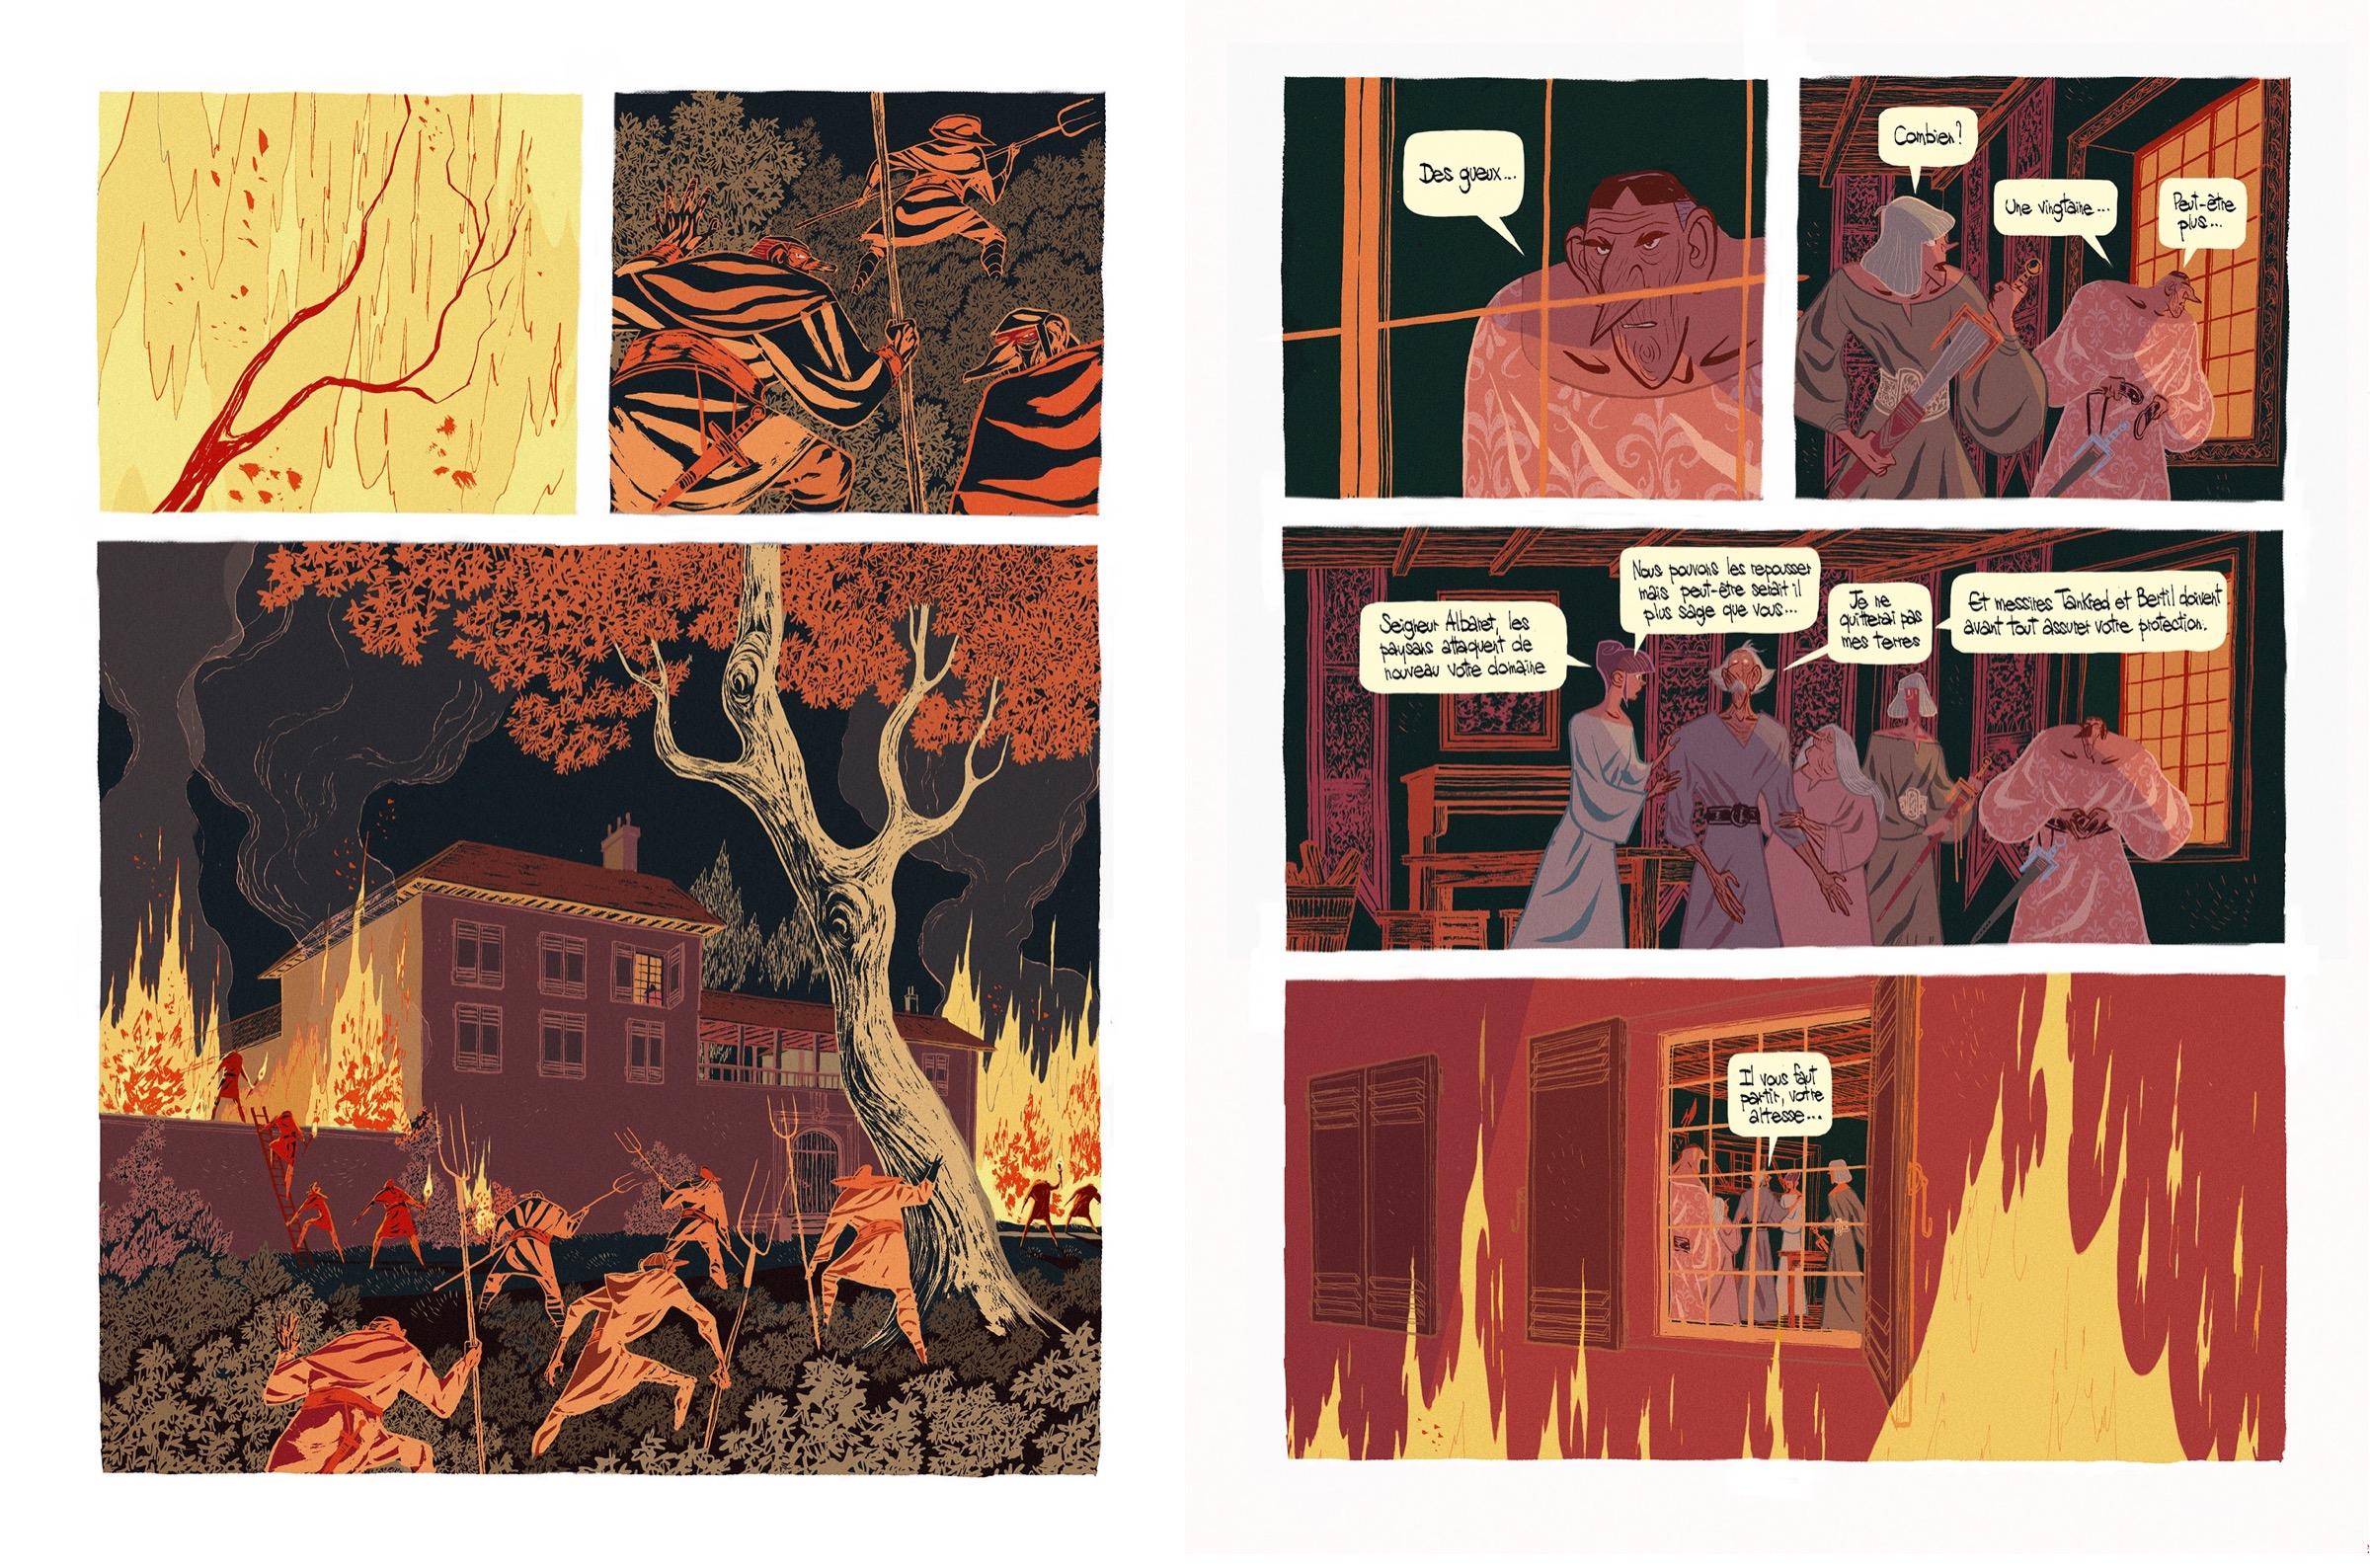 Des gueux...
Combien?
Une vingtaine...
Peut-être
plus...
Seigneur Albaret, les
paysans attaquent de
nouveau votre domaine
Nous pouvons les repousser
mais peut-être serait il
plus sage que vous...
Je ne
quitterai pas
mes terres
Et messires Tankred et Bertil doivent
avant tout assurer votre protection.
Il vous faut
partir, votre
altesse...